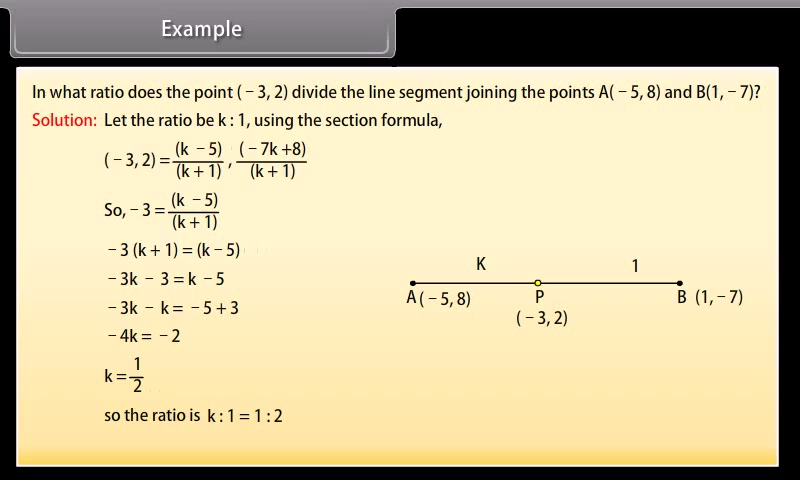 Example
In what ratio does the point ( – 3, 2) divide the line segment joining the points A( – 5, 8) and B(1, – 7)?
Solution: Let the ratio be k : 1, using the section formula,
( – 3, 2) = (k – 5)/(k + 1) , ( – 7k +8)/(k + 1)
So, – 3 = (k – 5)/(k + 1)
– 3 (k + 1) = (k – 5)
– 3k – 3 = k – 5
– 3k – k = – 5 + 3
– 4k = – 2
k = 1/2
so the ratio is k : 1 = 1 : 2
K 1
A ( – 5, 8) P B (1, – 7)
( – 3, 2)